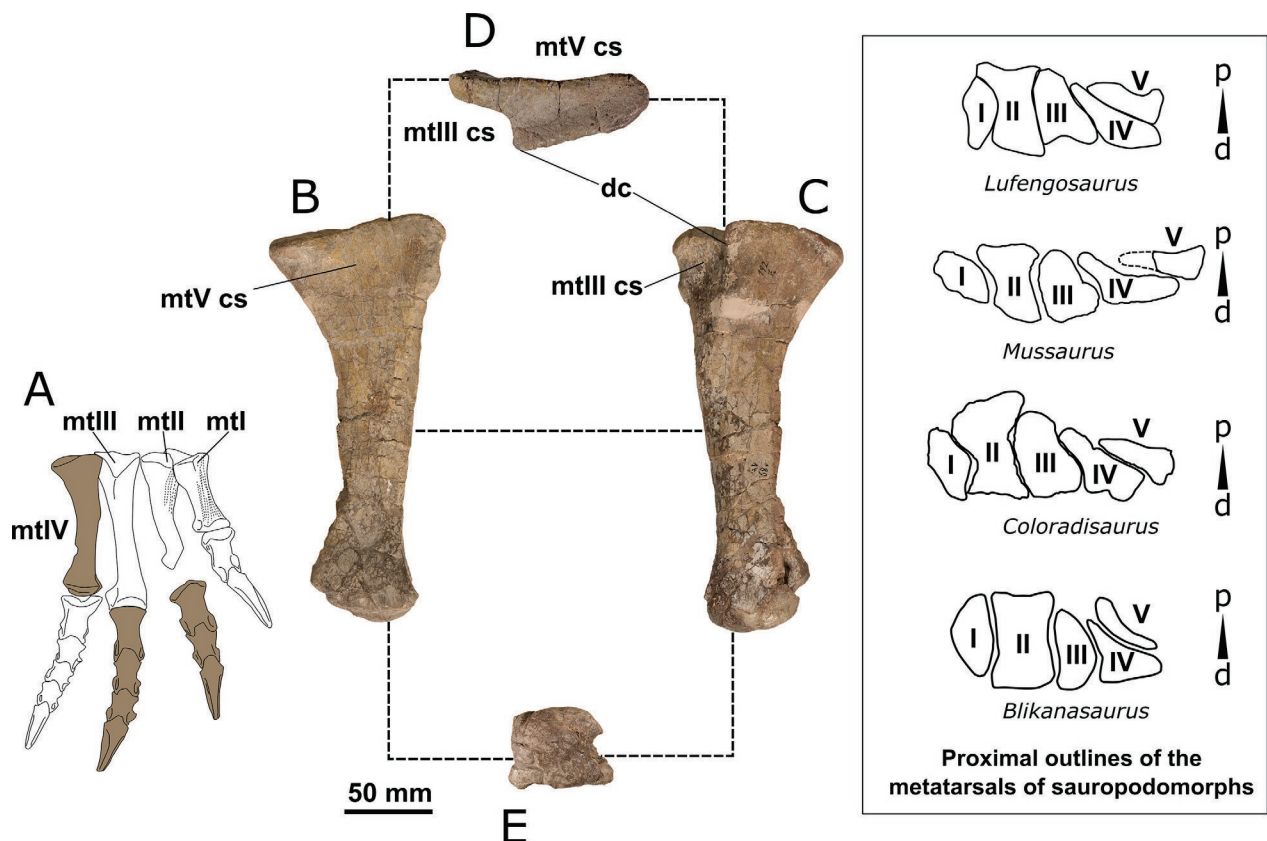 D
mtV cs
mtIII cs
dc
B
C
mtV cs
mtIII cs
A
mtIII
mtII
mtI
mtIV
50 mm
E
I
II
III
IV
V
p
d
Lufengosaurus
I
II
III
IV
V
p
d
Mussaurus
I
II
III
IV
V
p
d
Coloradisaurus
I
II
III
IV
V
p
d
Blikanasaurus
Proximal outlines of the
metatarsals of sauropodomorphs